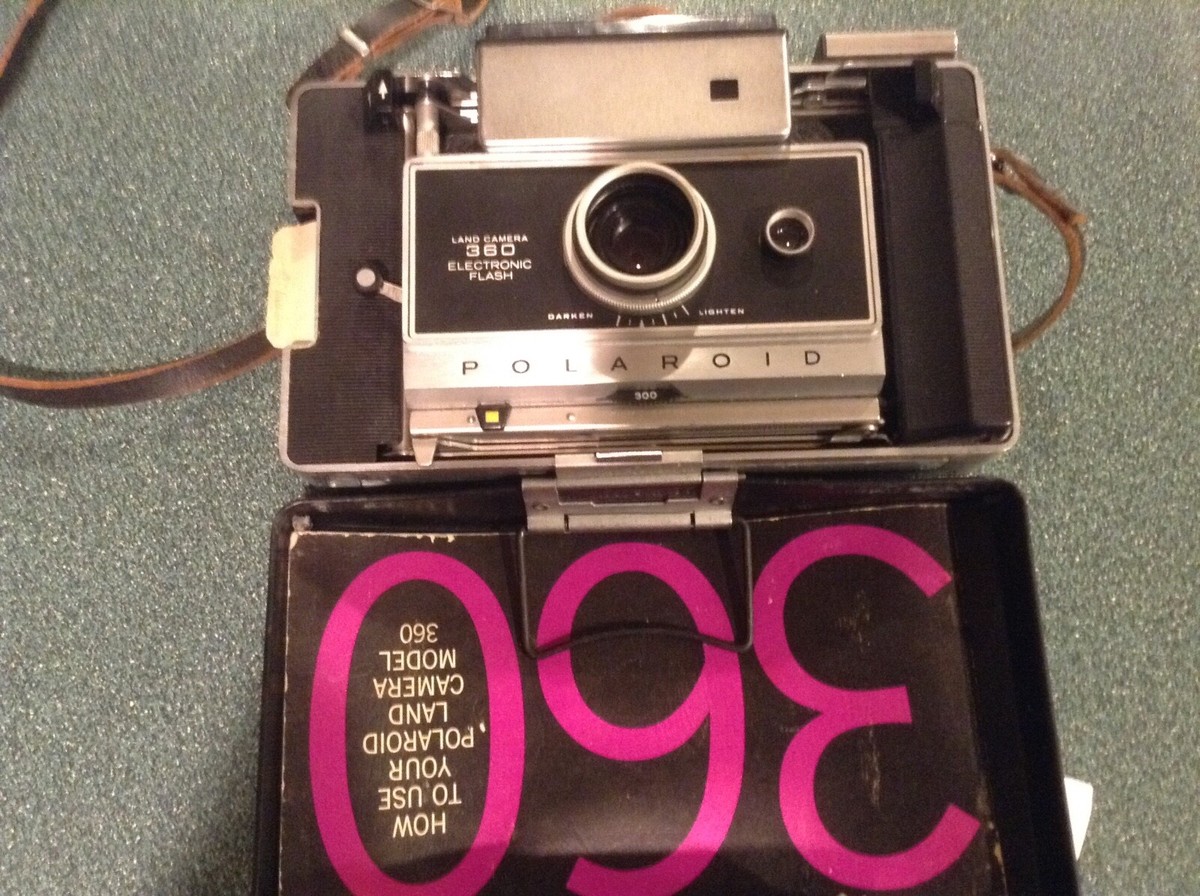 LAND CAMERA
360
ELECTRONIC
FLASH
DARKEN LIGHTEN
POLAROID
300
360
HOW
TO USE
YOUR
POLAROID
LAND
CAMERA
MODEL
360